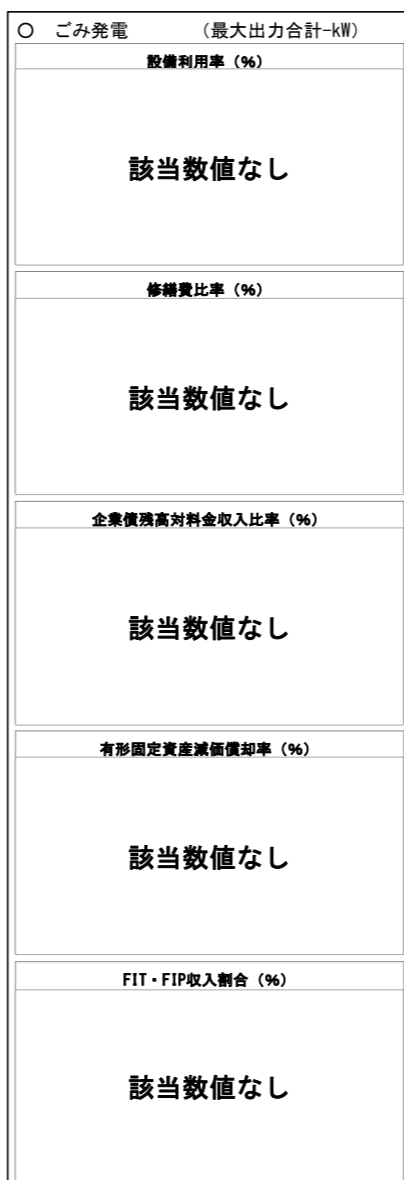 ○ ごみ発電 (最大出力合計-kW)
設備利用率（%）
該当数値なし
修繕費比率（%）
該当数値なし
企業債残高対料金収入比率（%）
該当数値なし
有形固定資産減価償却率（%）
該当数値なし
FIT・FIP収入割合（%）
該当数値なし